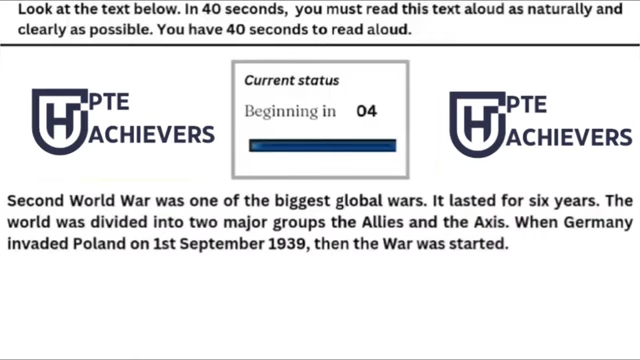 Look at the text below. In 40 seconds, you must read this text aloud as naturally and
clearly as possible. You have 40 seconds to read aloud.
PTE
ACHIEVERS
Current status
Beginning in 04
PTE
ACHIEVERS
Second World War was one of the biggest global wars. It lasted for six years. The
world was divided into two major groups the Allies and the Axis. When Germany
invaded Poland on 1st September 1939, then the War was started.